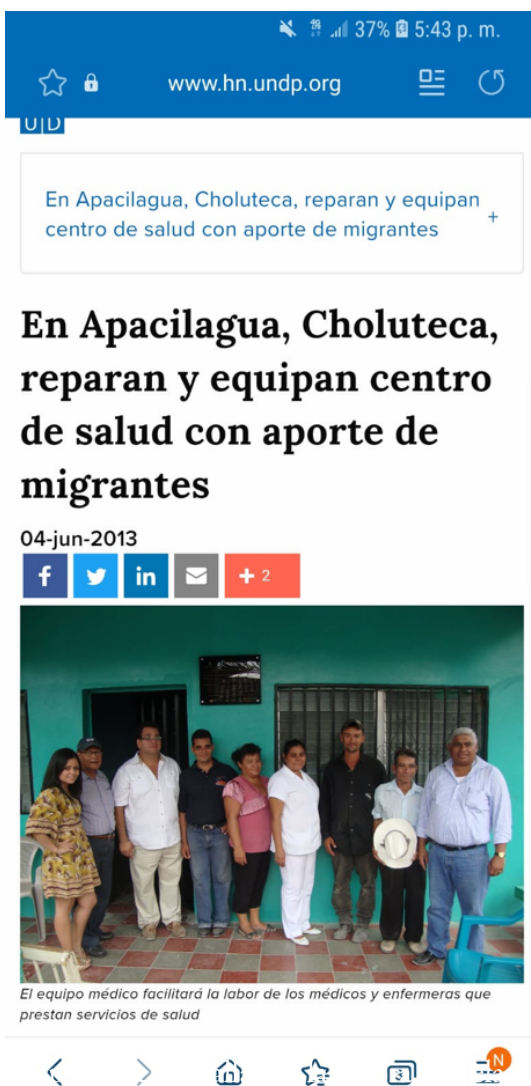 37% 5:43 p. m.
www.hn.undp.org
U D
En Apacilagua, Choluteca, reparan y equipan +
centro de salud con aporte de migrantes
En Apacilagua, Choluteca,
reparan y equipan centro
de salud con aporte de
migrantes
04-jun-2013
f in + 2
El equipo médico facilitará la labor de los médicos y enfermeras que
prestan servicios de salud
3 N